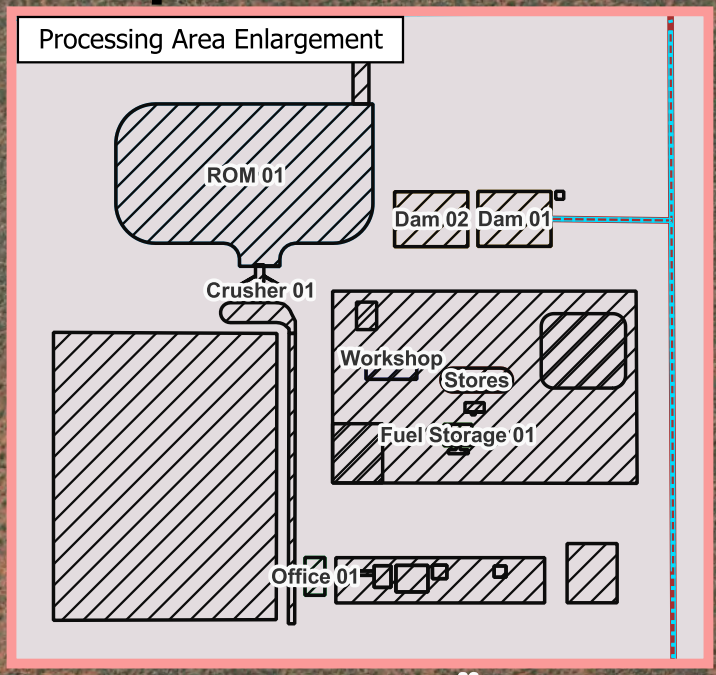 Processing Area Enlargement
ROM 01
Dam 02
Dam 01
Crusher 01
Workshop
Stores
Fuel Storage 01
Office 01